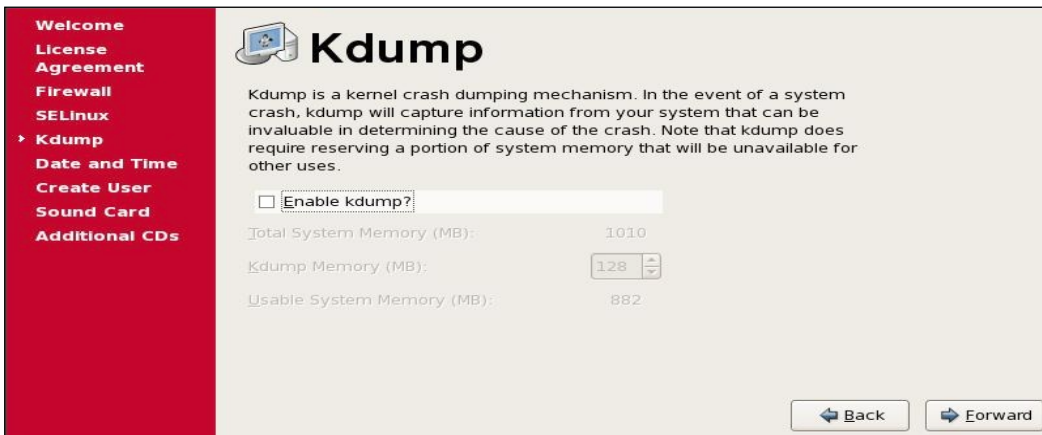 Welcome
License
Agreement
Firewall
SELinux
Kdump
Date and Time
Create User
Sound Card
Additional CDs
Kdump
Kdump is a kernel crash dumping mechanism. In the event of a system
crash, kdump will capture information from your system that can be
invaluable in determining the cause of the crash. Note that kdump does
require reserving a portion of system memory that will be unavailable for
other uses.
Enable kdump?
Total System Memory (MB): 1010
Kdump Memory (MB): 128
Usable System Memory (MB): 882
Back Forward